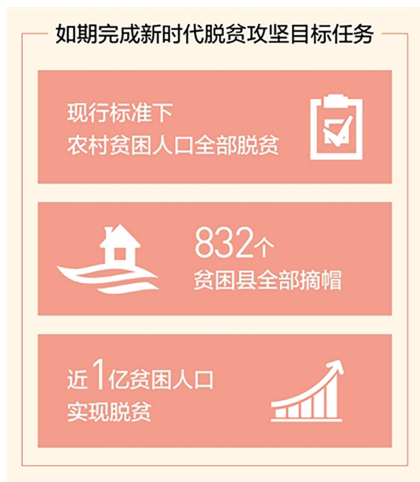 如期完成新时代脱贫攻坚目标任务
现行标准下
农村贫困人口全部脱贫
832个
贫困县全部摘帽
近1亿贫困人口
实现脱贫